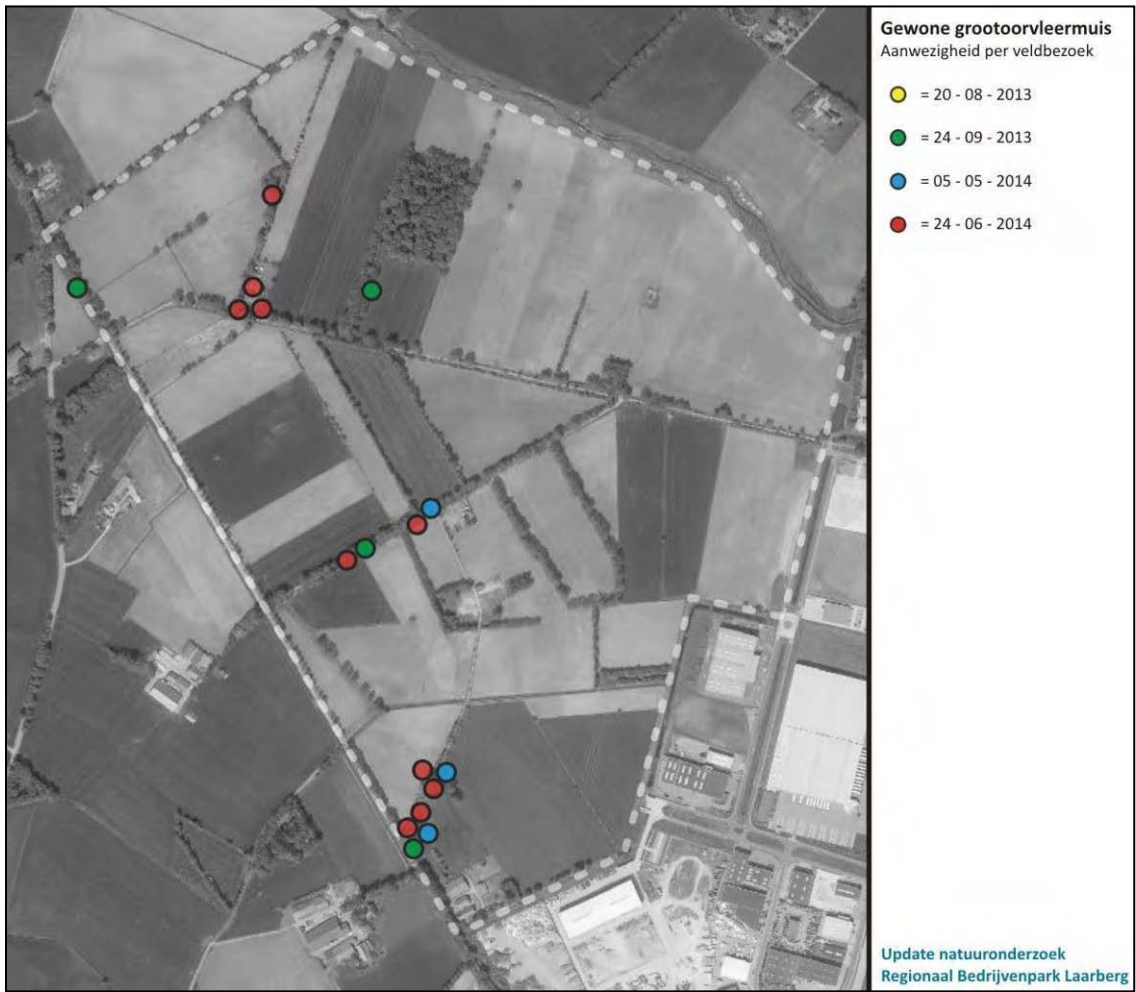 Gewone grootoorvleermuis
Aanwezigheid per veldbezoek
= 20 - 08 - 2013
= 24 - 09 - 2013
= 05 - 05 - 2014
= 24 - 06 - 2014
Update natuuronderzoek
Regionaal Bedrijvenpark Laarberg